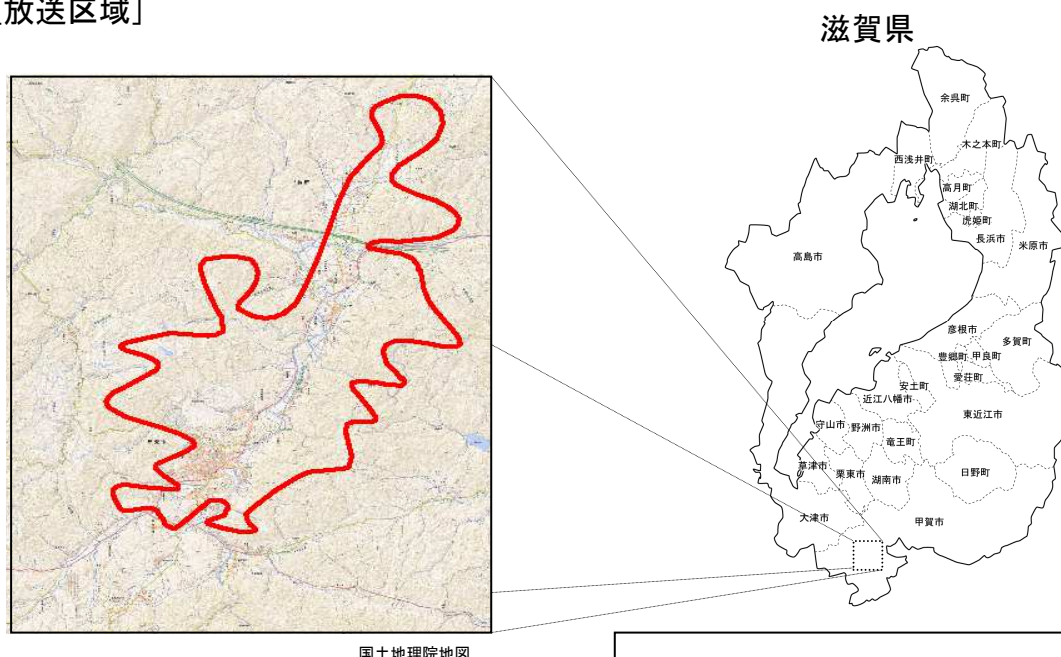 放送区域］
滋賀県
余呉町
木之本町
西浅井町
高月町
湖北町
虎姫町
長浜市
米原市
高島市
彦根市
多賀町
豊郷町
甲良町
愛荘町
安土町
近江八幡市
東近江市
守山市
野洲市
竜王町
草津市
栗東市
湖南市
日野町
大津市
甲賀市
国土地理院地図